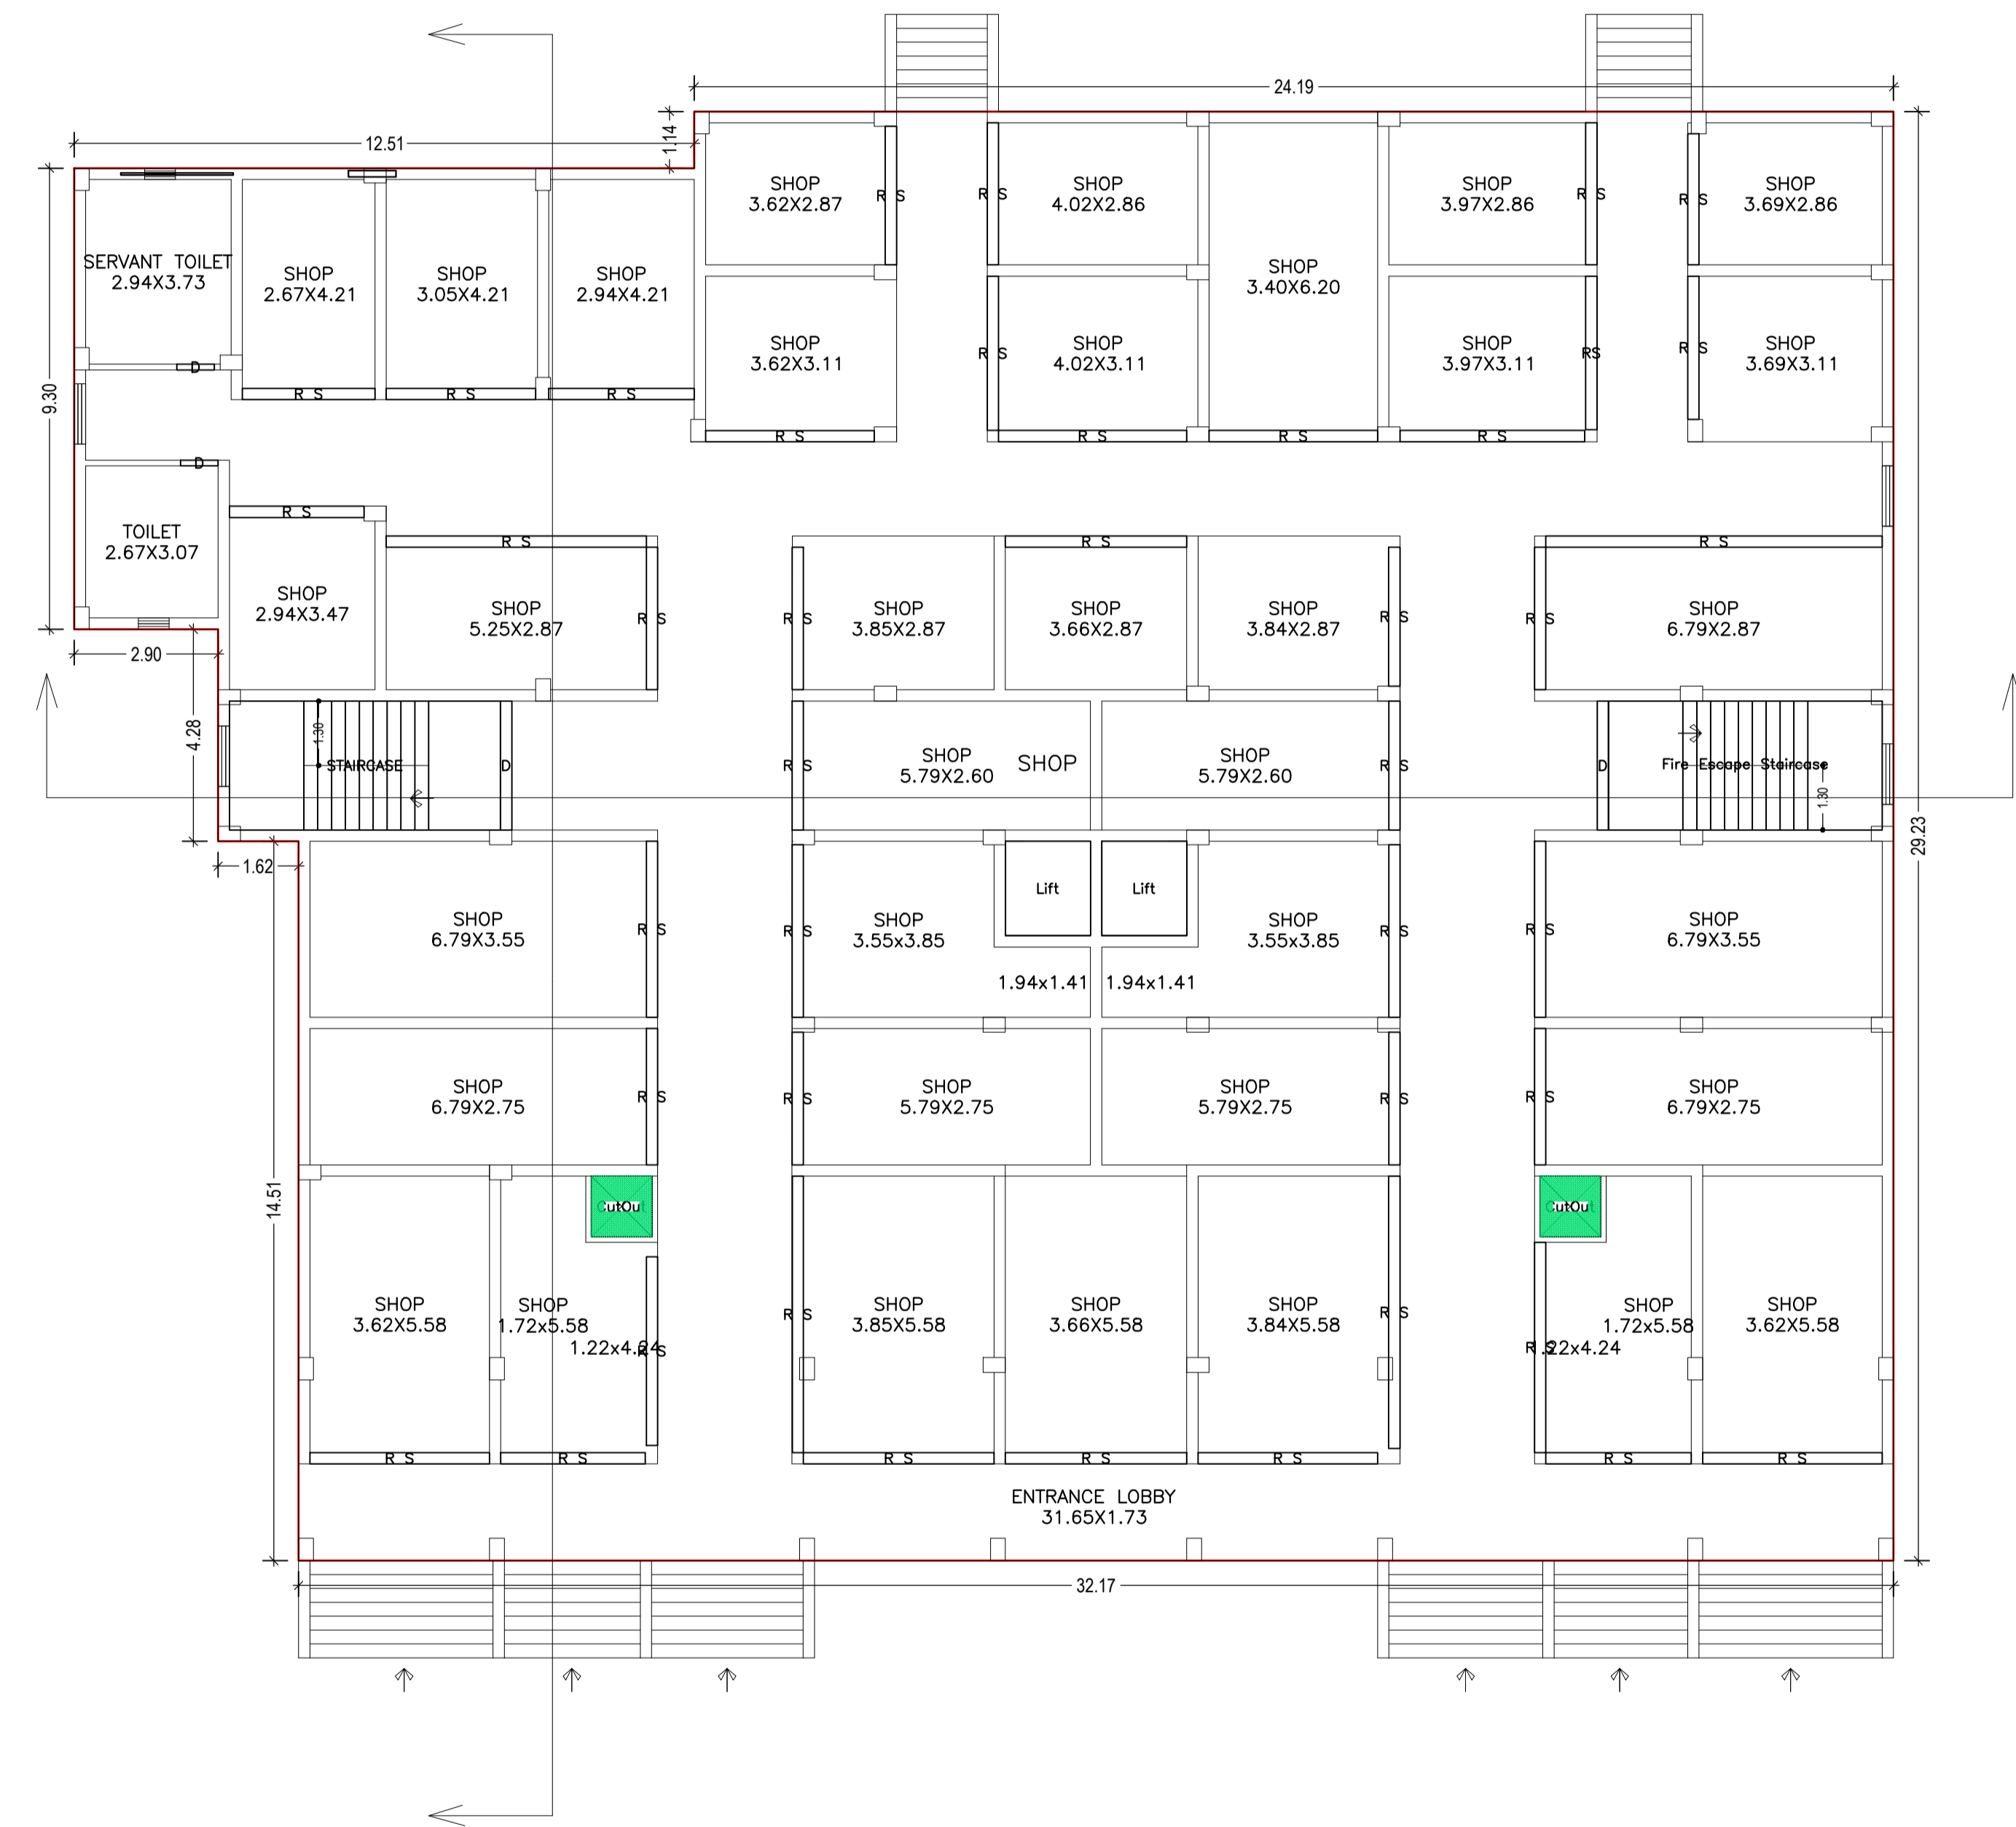 24.19
12.51
1.14
SHOP
3.62X2.87
R S
R S
SHOP
4.02X2.86
SHOP
3.97X2.86
R S
R S
SHOP
3.69X2.86
SERVANT TOILET
2.94X3.73
SHOP
2.67X4.21
SHOP
3.05X4.21
SHOP
2.94X4.21
SHOP
3.40X6.20
D
R S
R S
R S
SHOP
3.62X3.11
R S
SHOP
4.02X3.11
SHOP
3.97X3.11
RS
R S
SHOP
3.69X3.11
9.30
R S
R S
R S
R S
D
TOILET
2.67X3.07
R S
SHOP
2.94X3.47
R S
SHOP
5.25X2.87
R S
R S
SHOP
3.85X2.87
R S
SHOP
3.66X2.87
SHOP
3.84X2.87
R S
R S
R S
SHOP
6.79X2.87
2.90
4.28
1.30
STAIRCASE
D
R S
SHOP
5.79X2.60
SHOP
SHOP
5.79X2.60
R S
D
Fire Escape Staircase
1.30
29.23
1.62
SHOP
6.79X3.55
R S
R S
SHOP
3.55x3.85
Lift
Lift
SHOP
3.55x3.85
R S
R S
SHOP
6.79X3.55
1.94x1.41
1.94x1.41
SHOP
6.79X2.75
R S
R S
SHOP
5.79X2.75
SHOP
5.79X2.75
R S
R S
SHOP
6.79X2.75
14.51
CutOut
CutOut
SHOP
3.62X5.58
SHOP
1.72x5.58
1.22x4.24
R S
R S
SHOP
3.85X5.58
SHOP
3.66X5.58
SHOP
3.84X5.58
R S
R S
SHOP
1.72x5.58
1.22x4.24
SHOP
3.62X5.58
R S
R S
R S
R S
R S
R S
R S
ENTRANCE LOBBY
31.65X1.73
32.17